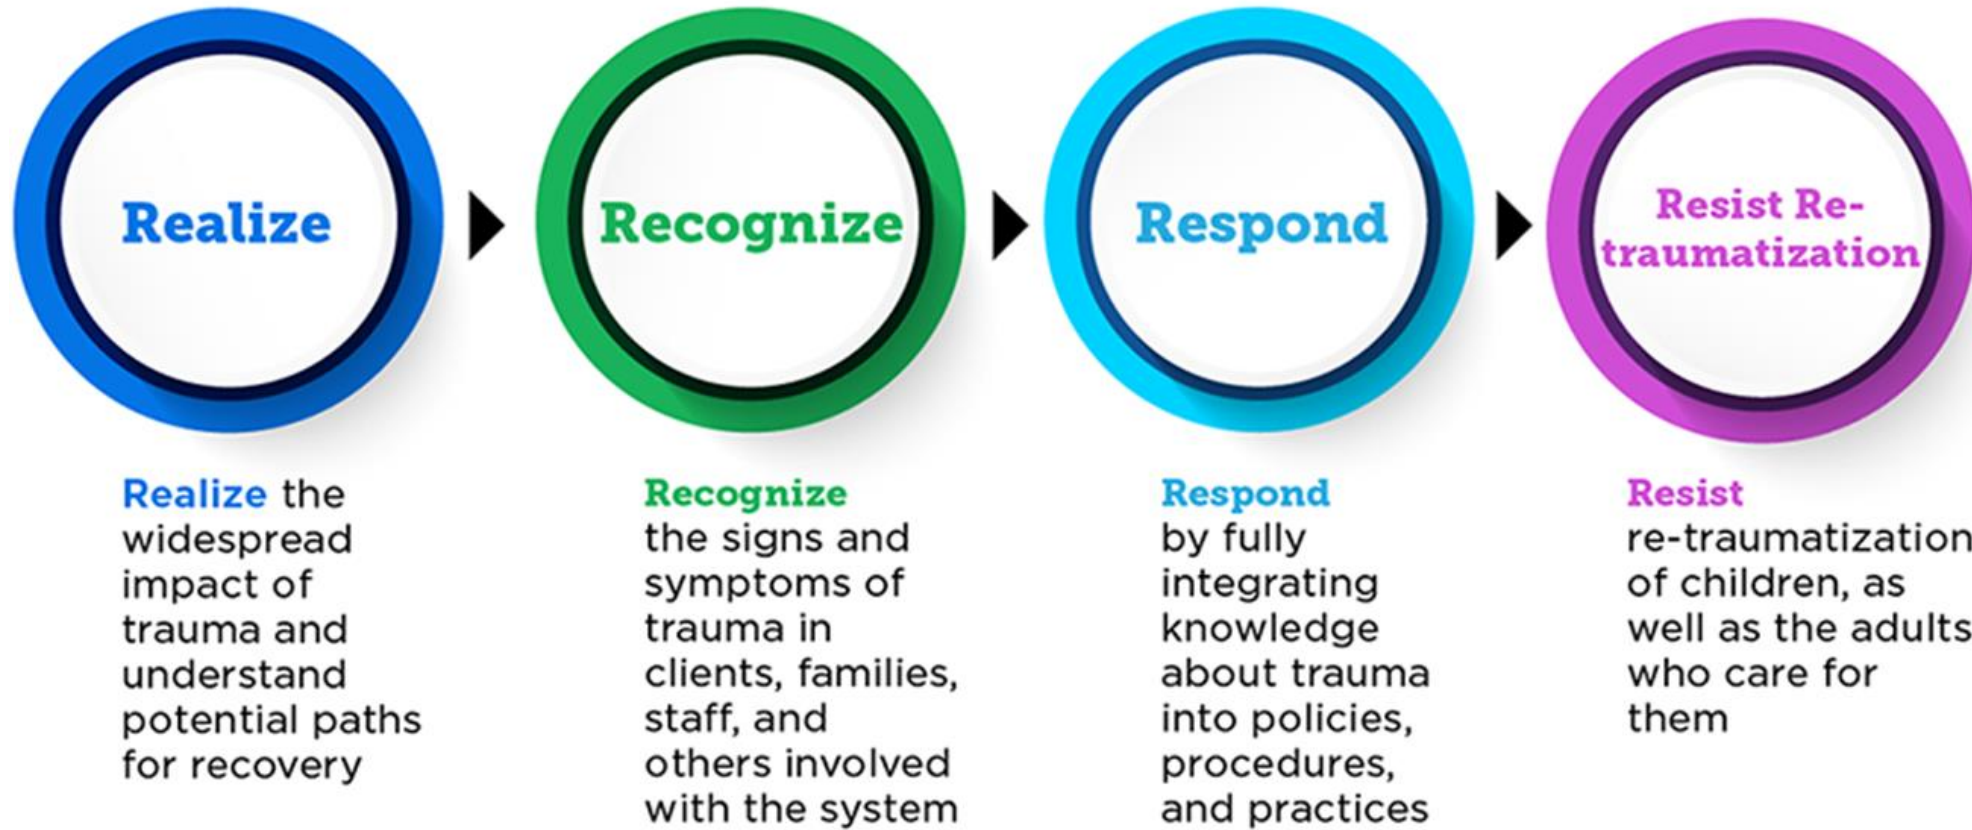 Realize
Recognize
Respond
Resist Re-
traumatization
Realize the
widespread
impact of
trauma and
understand
potential paths
for recovery
Recognize
the signs and
symptoms of
trauma in
clients, families,
staff, and
others involved
with the system
Respond
by fully
integrating
knowledge
about trauma
into policies,
procedures,
and practices
Resist
re-traumatization
of children, as
well as the adults
who care for
them